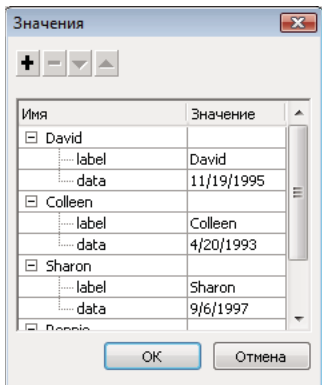 Значения
Имя Значение
David
label David
data 11/19/1995
Colleen
label Colleen
data 4/20/1993
Sharon
label Sharon
data 9/6/1997
OK Отмена